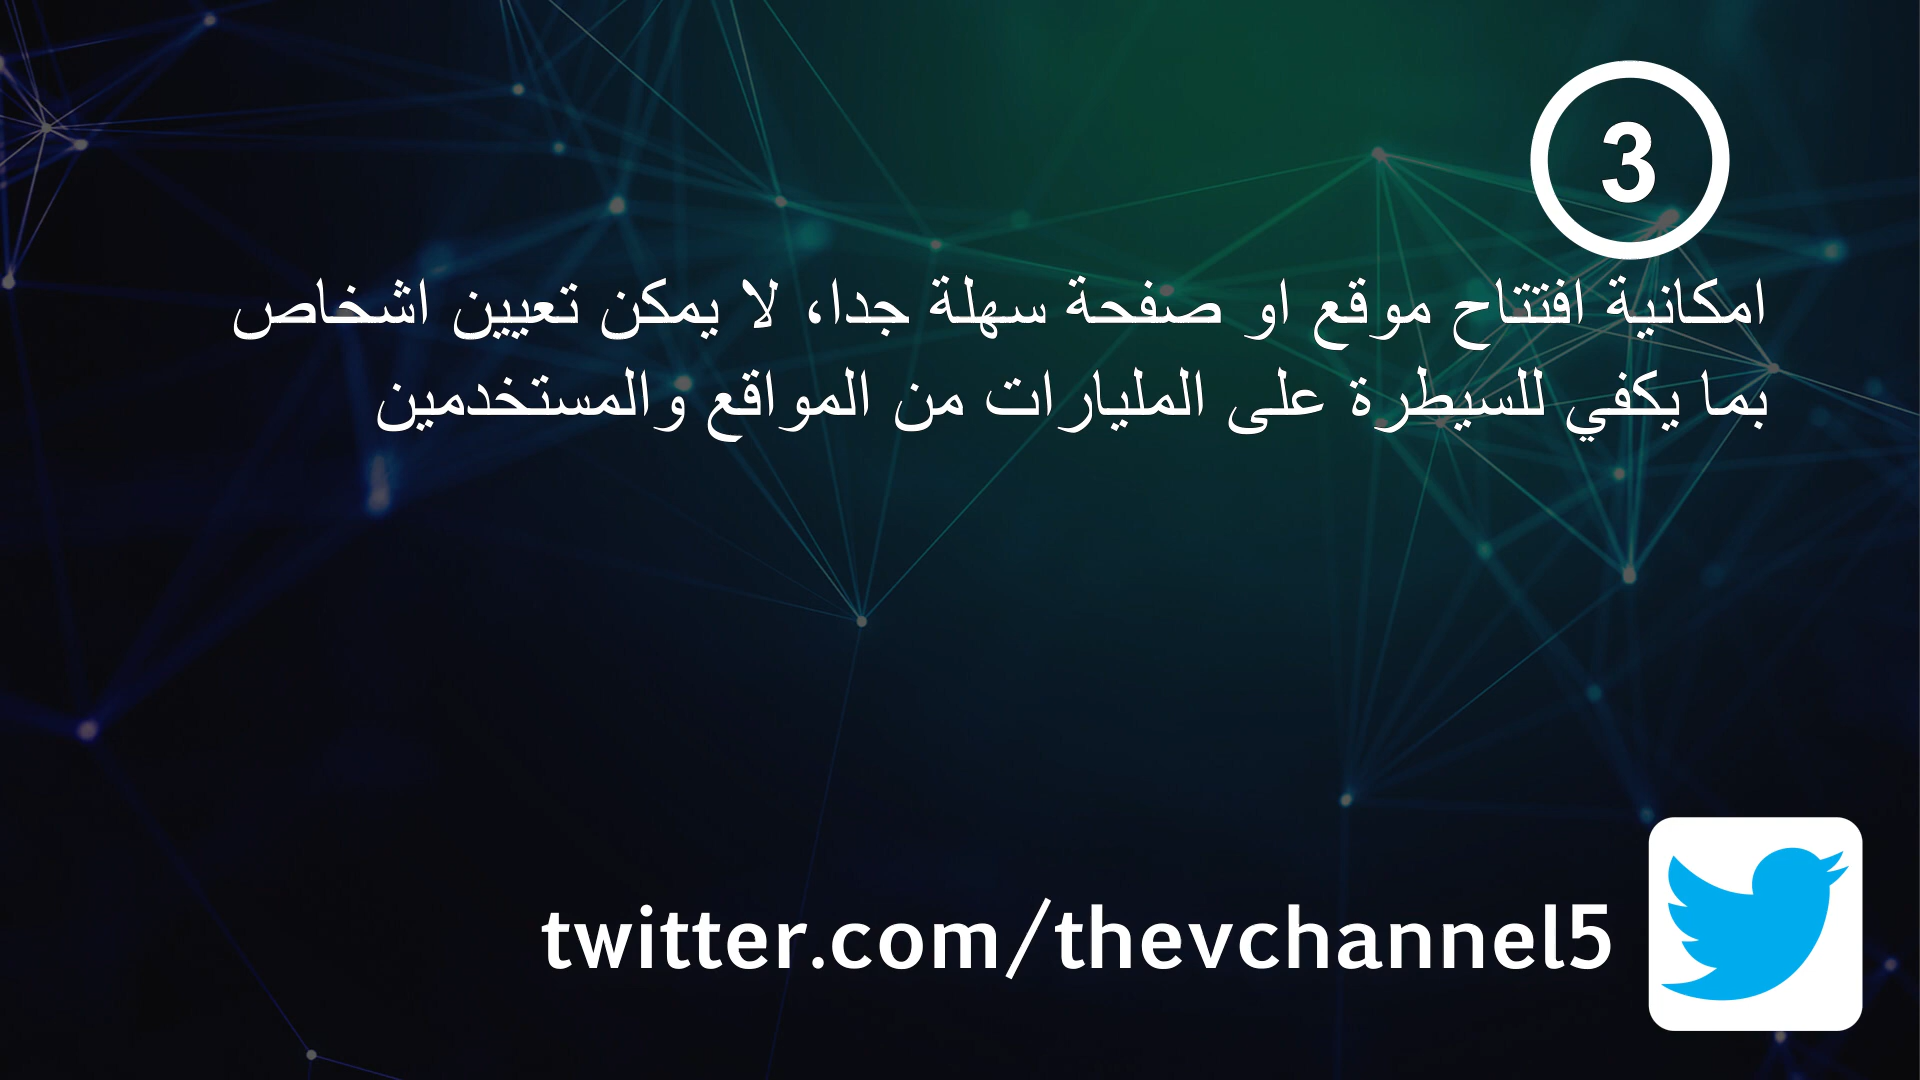 3
امكانية افتتاح موقع او صفحة سهلة جدا، لا يمكن تعيين اشخاص
بما يكفي للسيطرة على المليارات من المواقع والمستخدمين
twitter.com/thevchannel5